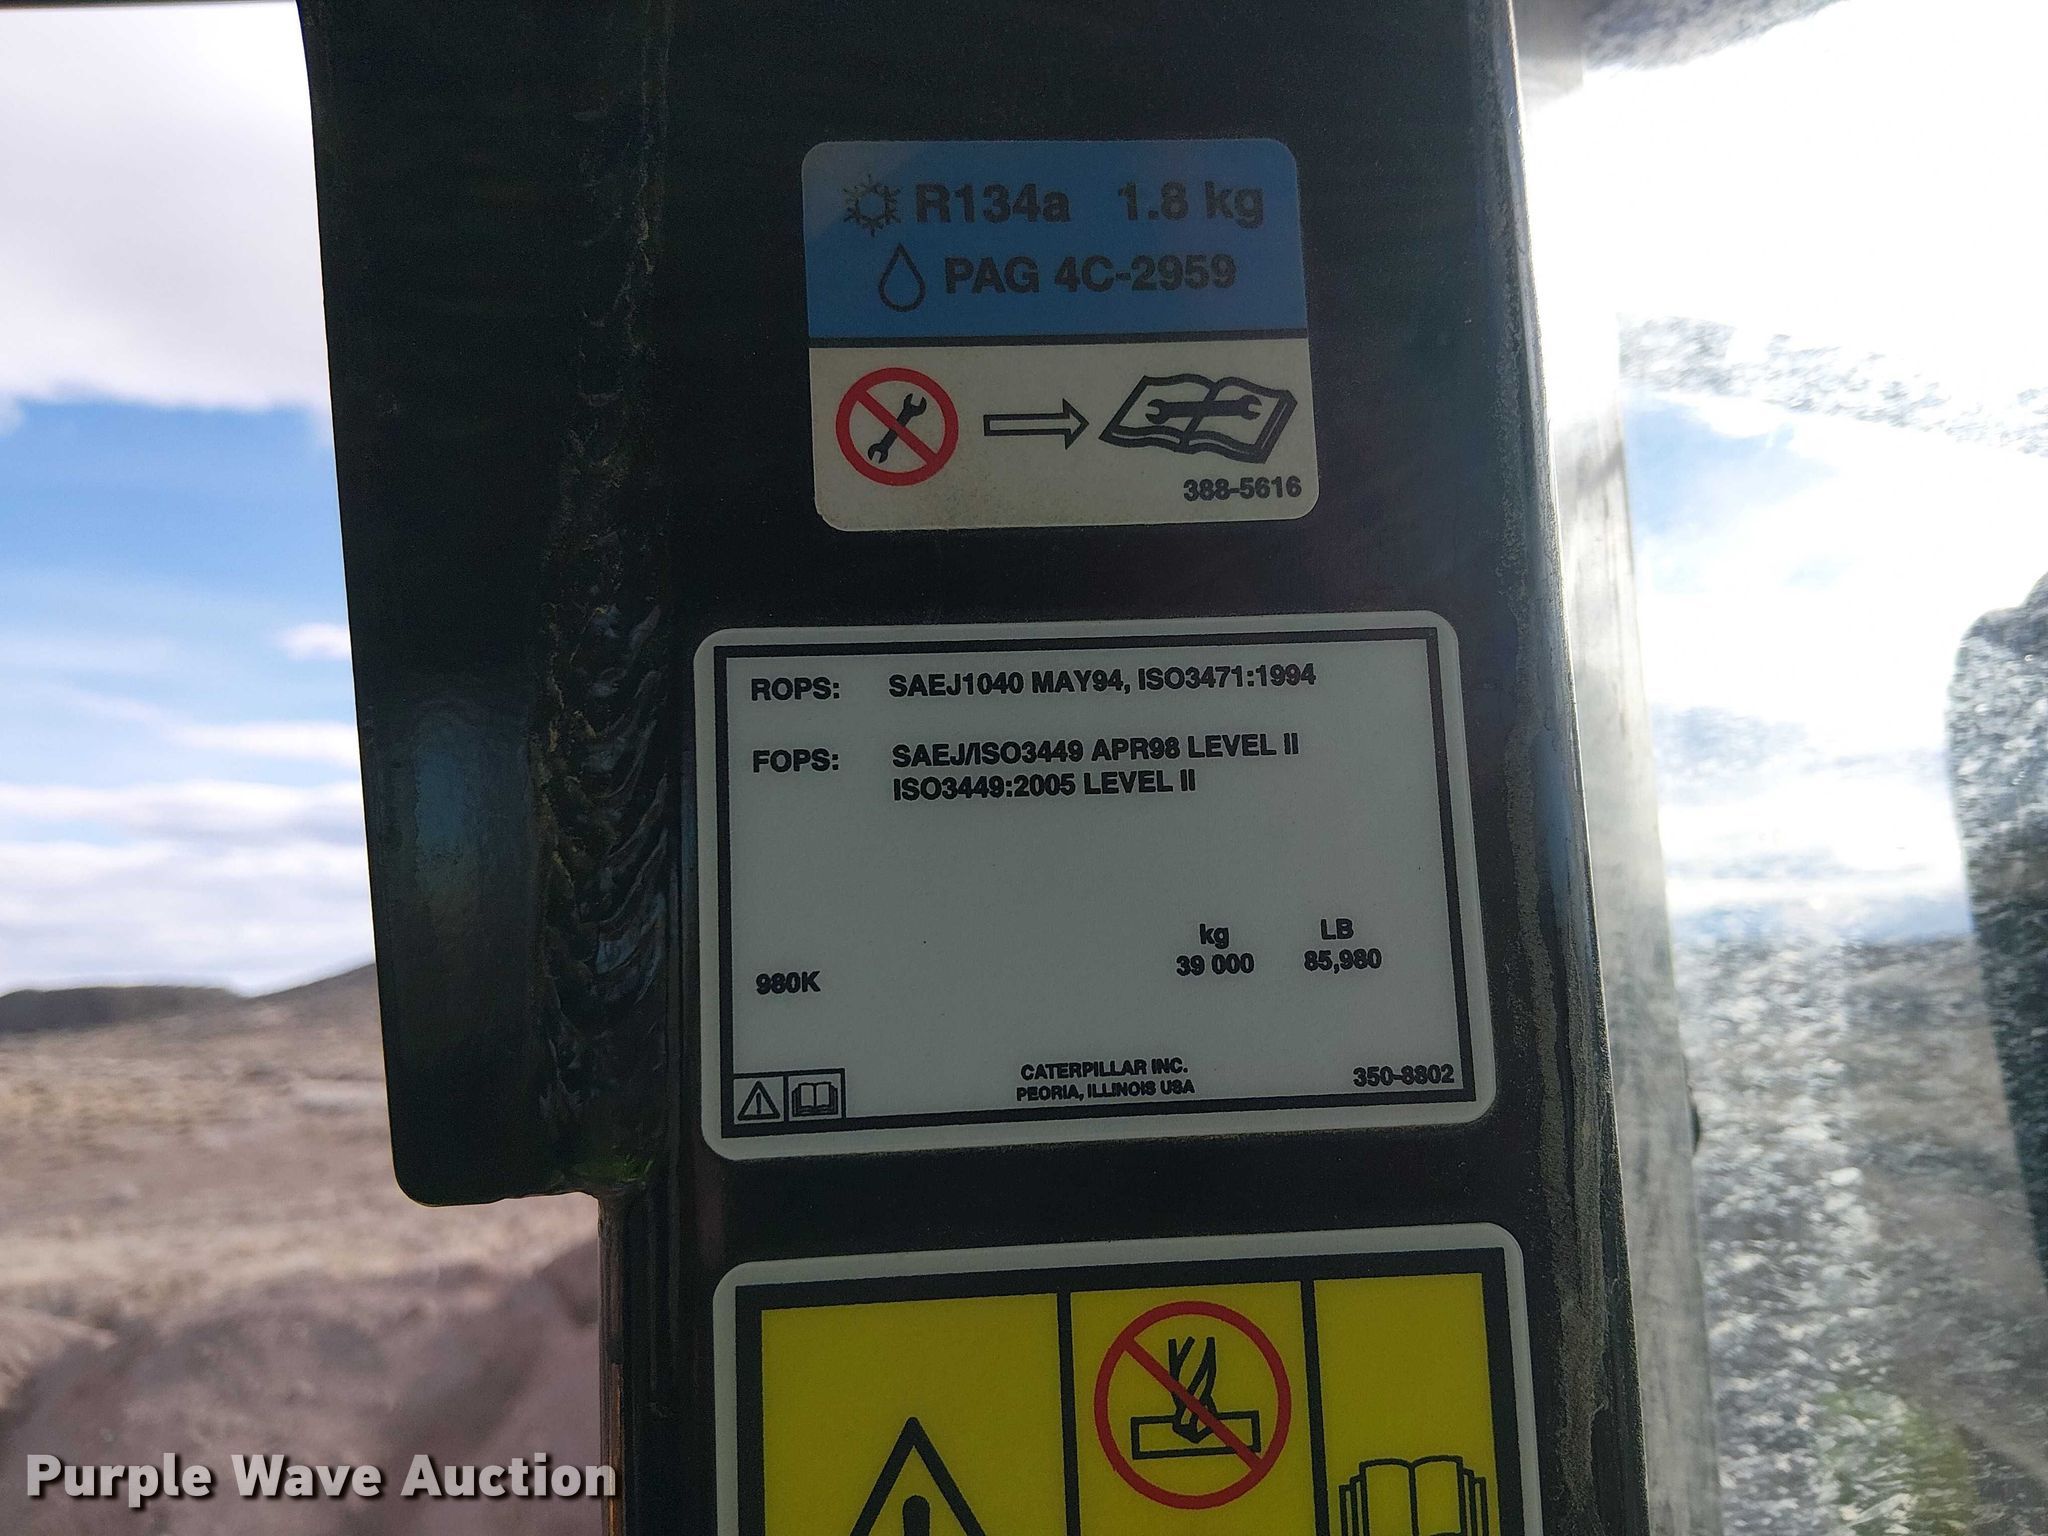 R134a 1.8 kg
PAG 4C-2959
388-5616
ROPS: SAEJ1040 MAY94, ISO3471:1994
FOPS: SAEJ/ISO3449 APR98 LEVEL II
ISO3449:2005 LEVEL II
kg LB
980K 39 000 85,980
CATERPILLAR INC.
PEORIA, ILLINOIS USA
350-8802
Purple Wave Auction